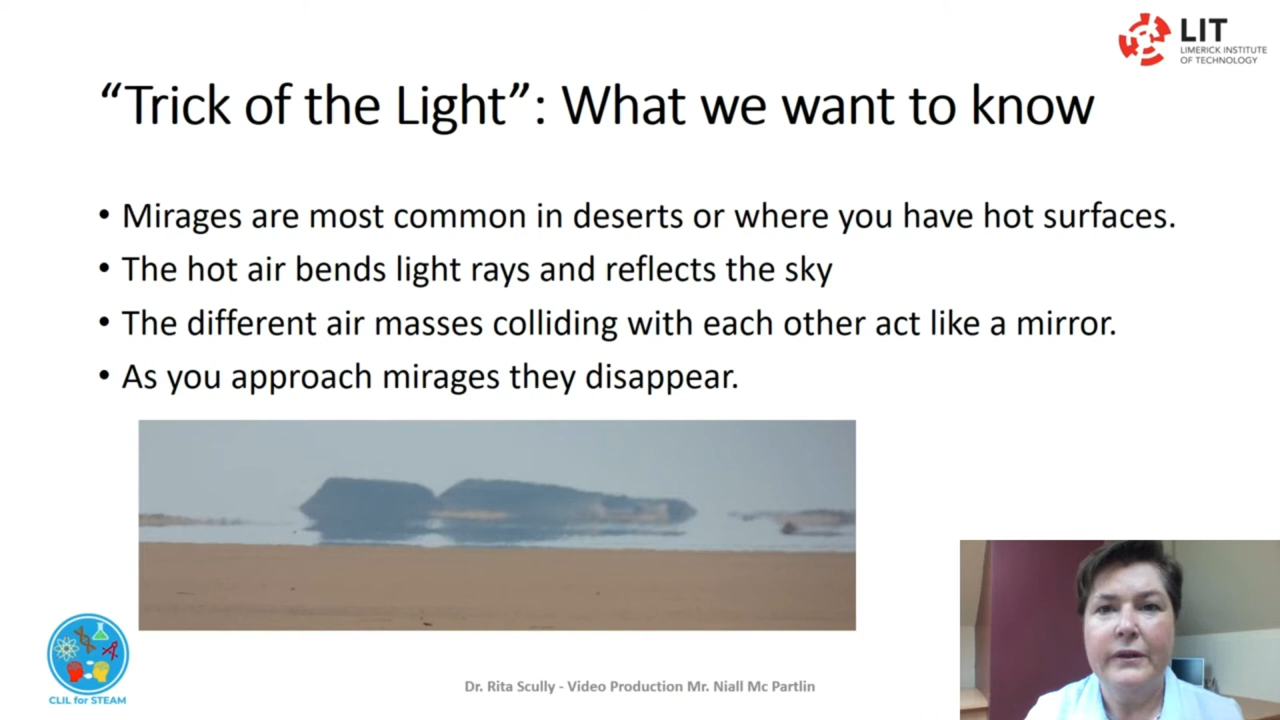 LIT
LIMERICK INSTITUTE
OF TECHNOLOGY
“Trick of the Light”: What we want to know
• Mirages are most common in deserts or where you have hot surfaces.
• The hot air bends light rays and reflects the sky
• The different air masses colliding with each other act like a mirror.
• As you approach mirages they disappear.
CLIL for STEAM
Dr. Rita Scully - Video Production Mr. Niall Mc Partlin